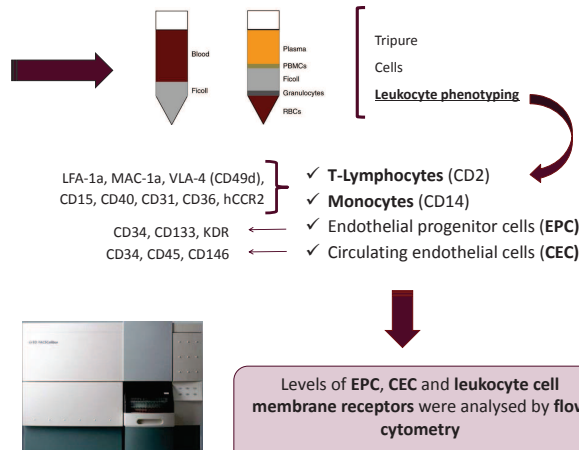 Blood
Ficoll
Plasma
PBMCs
Ficoll
Granulocytes
RBCs
Tripure
Cells
Leukocyte phenotyping
LFA-1a, MAC-1a, VLA-4 (CD49d),
CD15, CD40, CD31, CD36, hCCR2
CD34, CD133, KDR
CD34, CD45, CD146
✓ T-Lymphocytes (CD2)
✓ Monocytes (CD14)
✓ Endothelial progenitor cells (EPC)
✓ Circulating endothelial cells (CEC)
Levels of EPC, CEC and leukocyte cell
membrane receptors were analysed by flow
cytometry